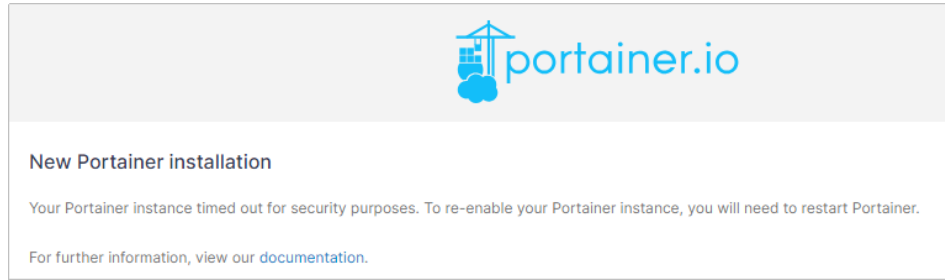 portainer.io
New Portainer installation
Your Portainer instance timed out for security purposes. To re-enable your Portainer instance, you will need to restart Portainer.
For further information, view our documentation.